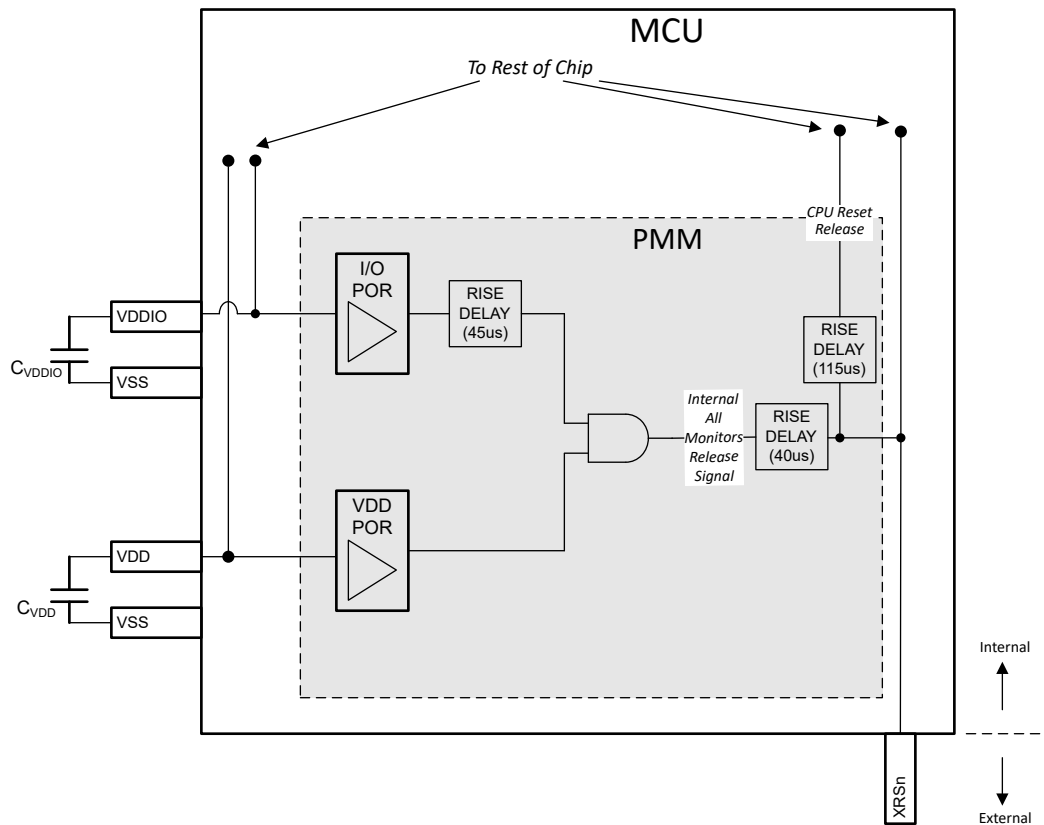 MCU
To Rest of Chip
CPU Reset
Release
PMM
I/O
POR
RISE
DELAY
(45us)
VDDIO
CVDDIO
VSS
RISE
DELAY
(115us)
Internal
All
Monitors
Release
Signal
RISE
DELAY
(40us)
VDD
POR
VDD
CVDD
VSS
Internal
XRSn
External